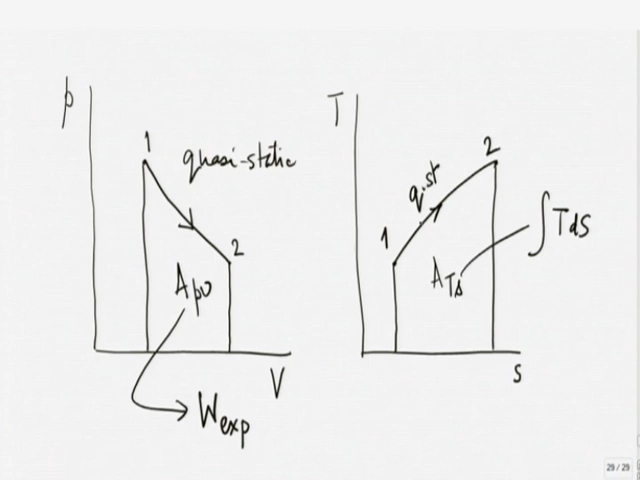 p
1
quasi-static
2
A_pv
V
W_exp
T
2
q.st
1
A_Ts
∫Tds
s
29 / 29